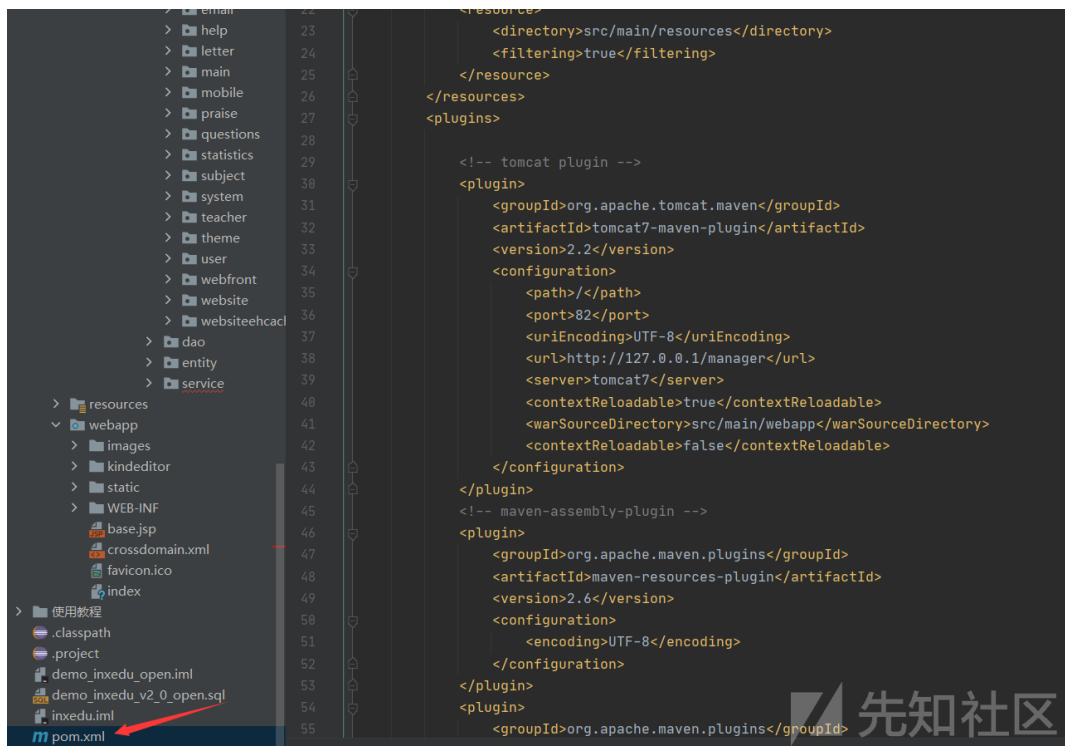 email
help
letter
main
mobile
praise
questions
statistics
subject
system
teacher
theme
user
webfront
website
websiteehcacl
dao
entity
service
resources
webapp
images
kindeditor
static
WEB-INF
base.jsp
crossdomain.xml
favicon.ico
index
使用教程
.classpath
.project
demo_inxedu_open.iml
demo_inxedu_v2_0_open.sql
inxedu.iml
pom.xml
22 <resource>
23 <directory>src/main/resources</directory>
24 <filtering>true</filtering>
25 </resource>
26 </resources>
27 <plugins>
28
29 <!-- tomcat plugin -->
30 <plugin>
31 <groupId>org.apache.tomcat.maven</groupId>
32 <artifactId>tomcat7-maven-plugin</artifactId>
33 <version>2.2</version>
34 <configuration>
35 <path>/</path>
36 <port>82</port>
37 <uriEncoding>UTF-8</uriEncoding>
38 <url>http://127.0.0.1/manager</url>
39 <server>tomcat7</server>
40 <contextReloadable>true</contextReloadable>
41 <warSourceDirectory>src/main/webapp</warSourceDirectory>
42 <contextReloadable>false</contextReloadable>
43 </configuration>
44 </plugin>
45 <!-- maven-assembly-plugin -->
46 <plugin>
47 <groupId>org.apache.maven.plugins</groupId>
48 <artifactId>maven-resources-plugin</artifactId>
49 <version>2.6</version>
50 <configuration>
51 <encoding>UTF-8</encoding>
52 </configuration>
53 </plugin>
54 <plugin>
55 <groupId>org.apache.maven.plugins</groupId>
先知社区